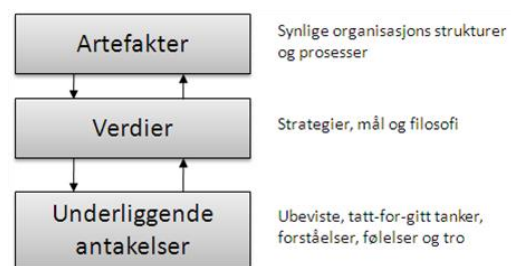 Artefakter
Synlige organisasjons strukturer
og prosesser
Verdier
Strategier, mål og filosofi
Underliggende
antakelser
Ubeviste, tatt-for-gitt tanker,
forståelser, følelser og tro